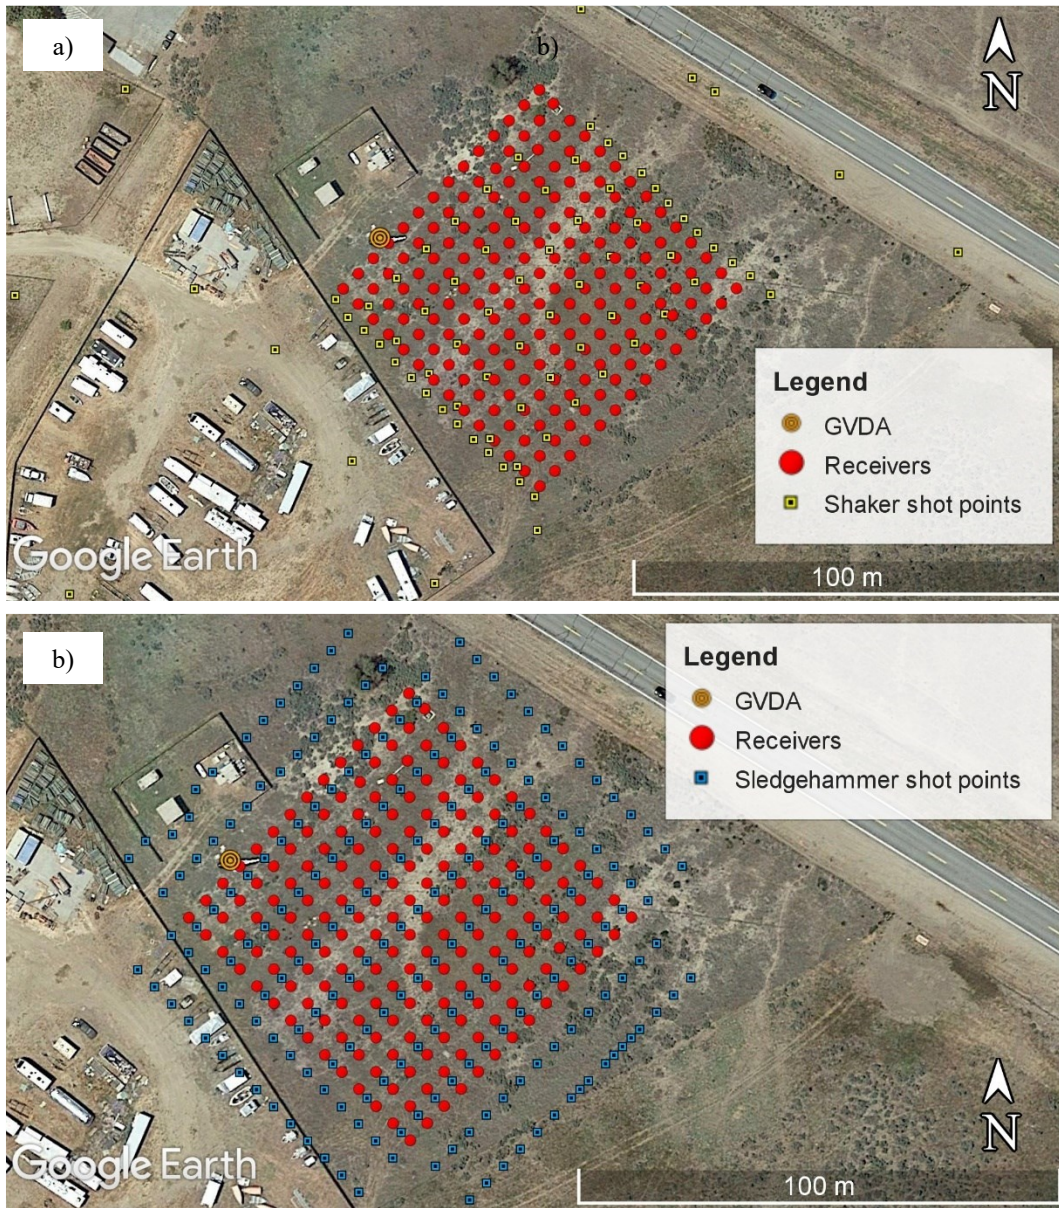 a)
b)
N
Legend
GVDA
Receivers
Shaker shot points
Google Earth
100 m
b)
Legend
GVDA
Receivers
Sledgehammer shot points
N
Google Earth
100 m